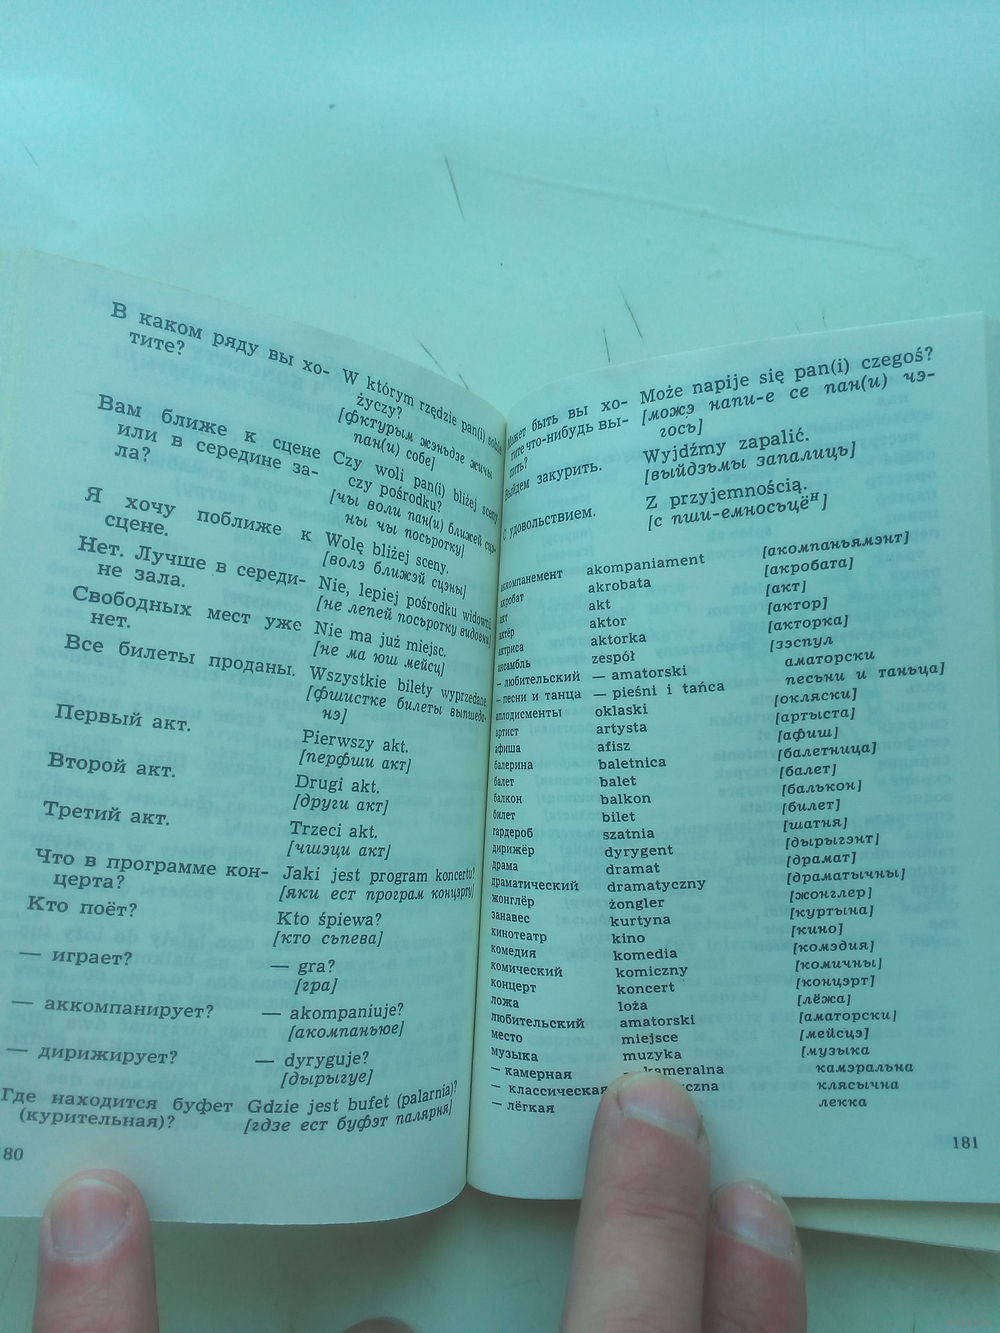 В каком ряду вы хо- W którym rzędzie pan(i) sobie
тите? życzy?
[фктурым жэньдзе жичы
пан(и) собе]
Вам ближе к сцене Czy woli pan(i) bliżej sceny
или в середине за- czy pośrodku?
ла? [чы воли пан(и) ближей сцэ-
ны чы посьротку]
Я хочу поближе к Wolę bliżej sceny.
сцене. [волэ ближэй сцэны]
Нет. Лучше в середи- Nie, lepiej pośrodku widowni.
не зала. [не лепей посьротку видовни]
Свободных мест уже Nie ma już miejsc.
нет. [не ма юш мейсц]
Все билеты проданы. Wszystkie bilety wyprzedane.
[фшистке билеты выпшеда-
нэ]
Первый акт. Pierwszy akt.
[перфши акт]
Второй акт. Drugi akt.
[други акт]
Третий акт. Trzeci akt.
[чшэци акт]
Что в программе кон- Jaki jest program koncertu?
церта? [яки ест програм концэрту]
Кто поёт? Kto śpiewa?
[кто сьпева]
— играет? — gra?
[гра]
— аккомпанирует? — akompaniuje?
[акомпаньюе]
— дирижирует? — dyryguje?
[дырыгуе]
Где находится буфет Gdzie jest bufet (palarnia)?
(курительная)? [гдзе ест буфэт палярня]
80
Может быть вы хо- Może napije się pan(i) czegoś?
тите что-нибудь вы- [можэ напи-е се пан(и) чэ-
пить? госъ]
Выйдем закурить. Wyjdźmy zapalić.
[выйдзьмы запалиць]
С удовольствием. Z przyjemnością.
[с пши-емносьцён]
аккомпанемент akompaniament [акомпаньямэнт]
акробат akrobata [акробата]
акт akt [акт]
актёр aktor [актор]
актриса aktorka [акторка]
ансамбль zespół [зэспул
— любительский — amatorski аматорски
— песни и танца — pieśni i tańca песьни и таньца]
аплодисменты oklaski [окляски]
артист artysta [артыста]
афиша afisz [афиш]
балерина baletnica [балетница]
балет balet [балет]
балкон balkon [балькон]
билет bilet [билет]
гардероб szatnia [шатня]
дирижёр dyrygent [дырыгэнт]
драма dramat [драмат]
драматический dramatyczny [драматычны]
жонглёр żongler [жонглер]
занавес kurtyna [куртына]
кинотеатр kino [кино]
комедия komedia [комэдия]
комический komiczny [комичны]
концерт koncert [концэрт]
ложа loża [лёжа]
любительский amatorski [аматорски]
место miejsce [мейсцэ]
музыка muzyka [музыка
— камерная — kameralna камэральна
— классическая клясычна
— лёгкая лекка
181